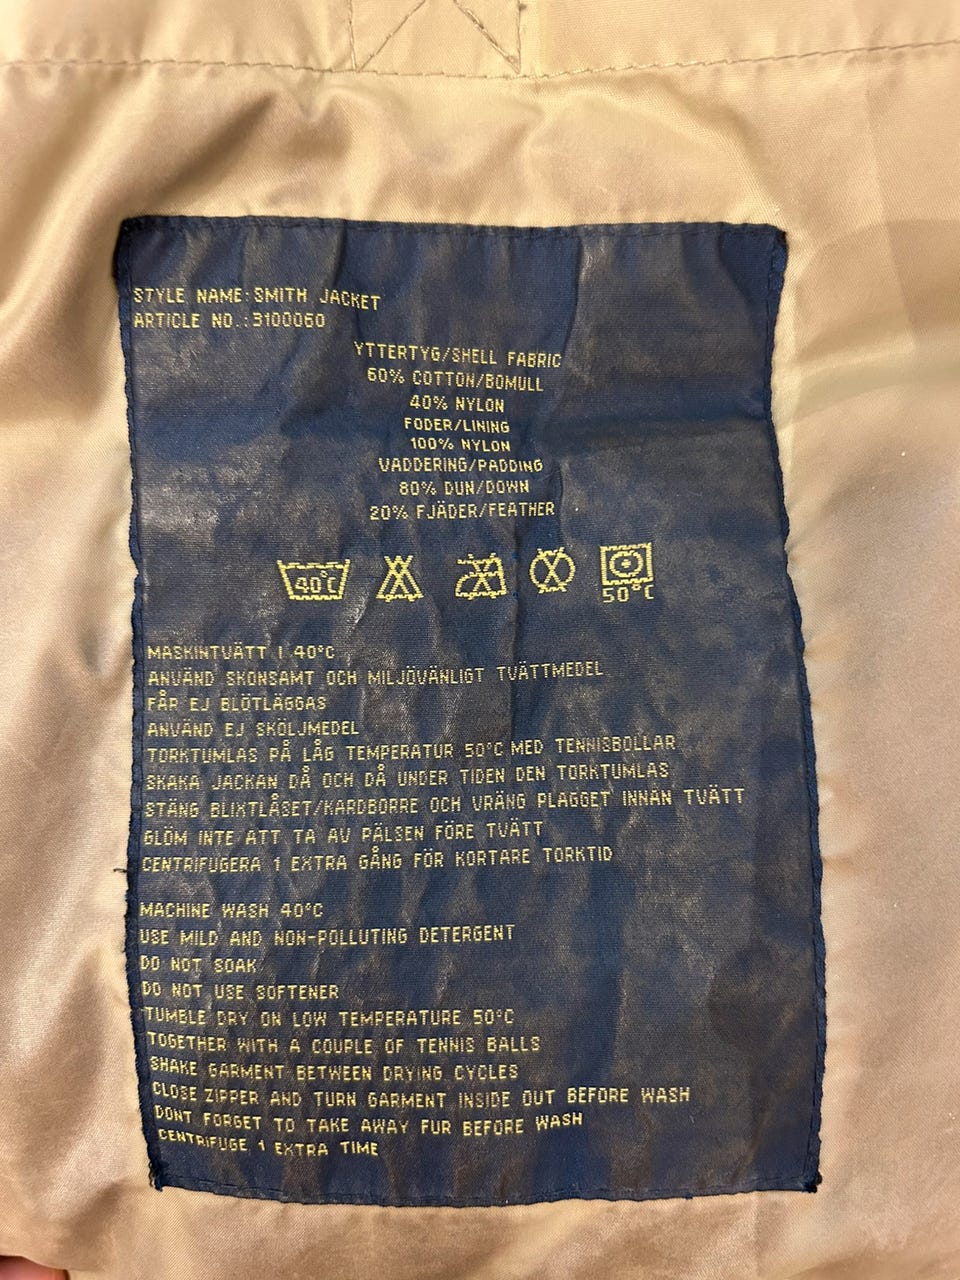 STYLE NAME: SMITH JACKET
ARTICLE NO.: 3100060
YTTERTYG/SHELL FABRIC
60% COTTON/BOMULL
40% NYLON
FODER/LINING
100% NYLON
VADDERING/PADDING
80% DUN/DOWN
20% FJÄDER/FEATHER
40°C
50°C
MASKINTVÄTT I 40°C
ANVÄND SKONSAMT OCH MILJÖVÄNLIGT TVÄTTMEDEL
FÅR EJ BLÖTLÄGGAS
ANVÄND EJ SKÖLJMEDEL
TORKTUMLAS PÅ LÅG TEMPERATUR 50°C MED TENNISBOLLAR
SKAKA JACKAN DÅ OCH DÅ UNDER TIDEN DEN TORKTUMLAS
STÄNG BLIXTLÅSET/KARDBORRE OCH VRÄNG PLAGGET INNAN TVÄTT
GLÖM INTE ATT TA AV PÄLSEN FÖRE TVÄTT
CENTRIFUGERA 1 EXTRA GÅNG FÖR KORTARE TORKTID
MACHINE WASH 40°C
USE MILD AND NON-POLLUTING DETERGENT
DO NOT SOAK
DO NOT USE SOFTENER
TUMBLE DRY ON LOW TEMPERATURE 50°C
TOGETHER WITH A COUPLE OF TENNIS BALLS
SHAKE GARMENT BETWEEN DRYING CYCLES
CLOSE ZIPPER AND TURN GARMENT INSIDE OUT BEFORE WASH
DONT FORGET TO TAKE AWAY FUR BEFORE WASH
CENTRIFUGE 1 EXTRA TIME